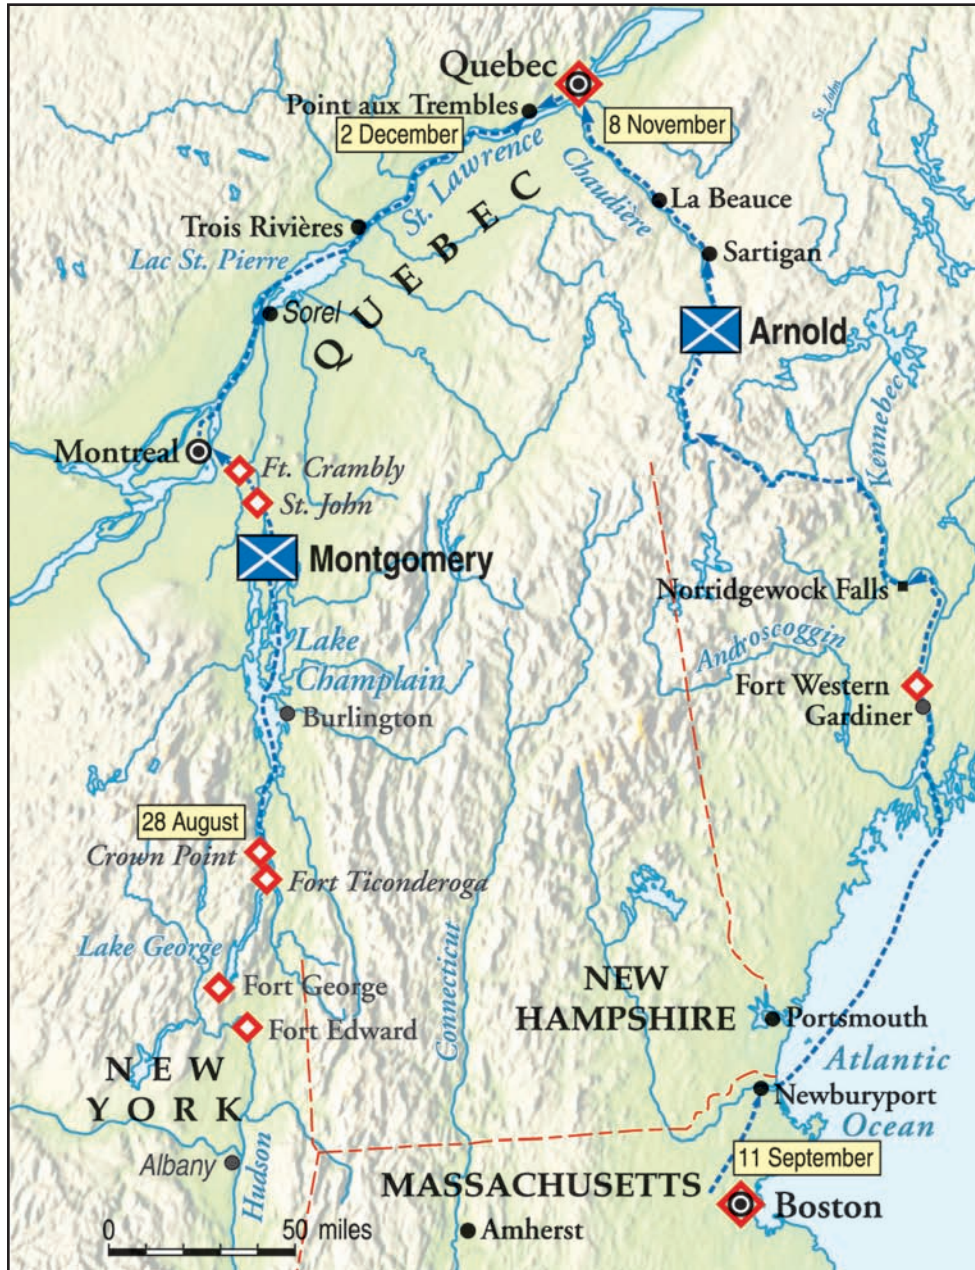 Quebec
Point aux Trembles
2 December
8 November
St. John
St. Lawrence
Chaudière
La Beauce
Trois Rivières
QUEBEC
Sartigan
Lac St. Pierre
Sorel
Arnold
Kennebec
Montreal
Ft. Crambly
St. John
Montgomery
Norridgewock Falls
Androscoggin
Lake
Champlain
Fort Western
Gardiner
Burlington
28 August
Crown Point
Fort Ticonderoga
Lake George
Fort George
Fort Edward
Connecticut
NEW
HAMPSHIRE
Portsmouth
Atlantic
Ocean
NEW
YORK
Newburyport
Albany
Hudson
11 September
MASSACHUSETTS
Boston
Amherst
0 50 miles